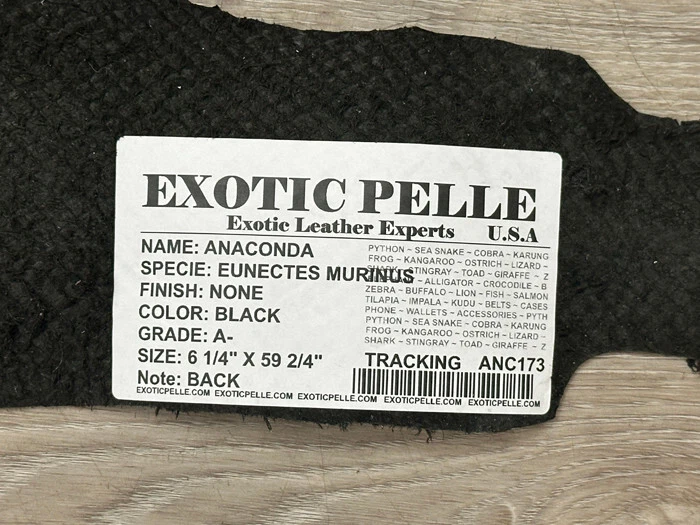 EXOTIC PELLE
Exotic Leather Experts U.S.A
NAME: ANACONDA
SPECIE: EUNECTES MURINUS
FINISH: NONE
COLOR: BLACK
GRADE: A-
SIZE: 6 1/4" X 59 2/4"
Note: BACK
PYTHON ~ SEA SNAKE ~ COBRA ~ KARUNG
FROG ~ KANGAROO ~ OSTRICH ~ LIZARD ~
SHARK ~ STINGRAY ~ TOAD ~ GIRAFFE ~ Z
~ ALLIGATOR ~ CROCODILE ~ B
ZEBRA ~ BUFFALO ~ LION ~ FISH ~ SALMON
TILAPIA ~ IMPALA ~ KUDU ~ BELTS ~ CASES
PHONE ~ WALLETS ~ ACCESSORIES ~ PYTH
PYTHON ~ SEA SNAKE ~ COBRA ~ KARUNG
FROG ~ KANGAROO ~ OSTRICH ~ LIZARD ~
SHARK ~ STINGRAY ~ TOAD ~ GIRAFFE ~ Z
TRACKING ANC173
EXOTICPELLE.COM EXOTICPELLE.COM EXOTICPELLE.COM EXOTICPELLE.COM EXOTICPELLE.COM